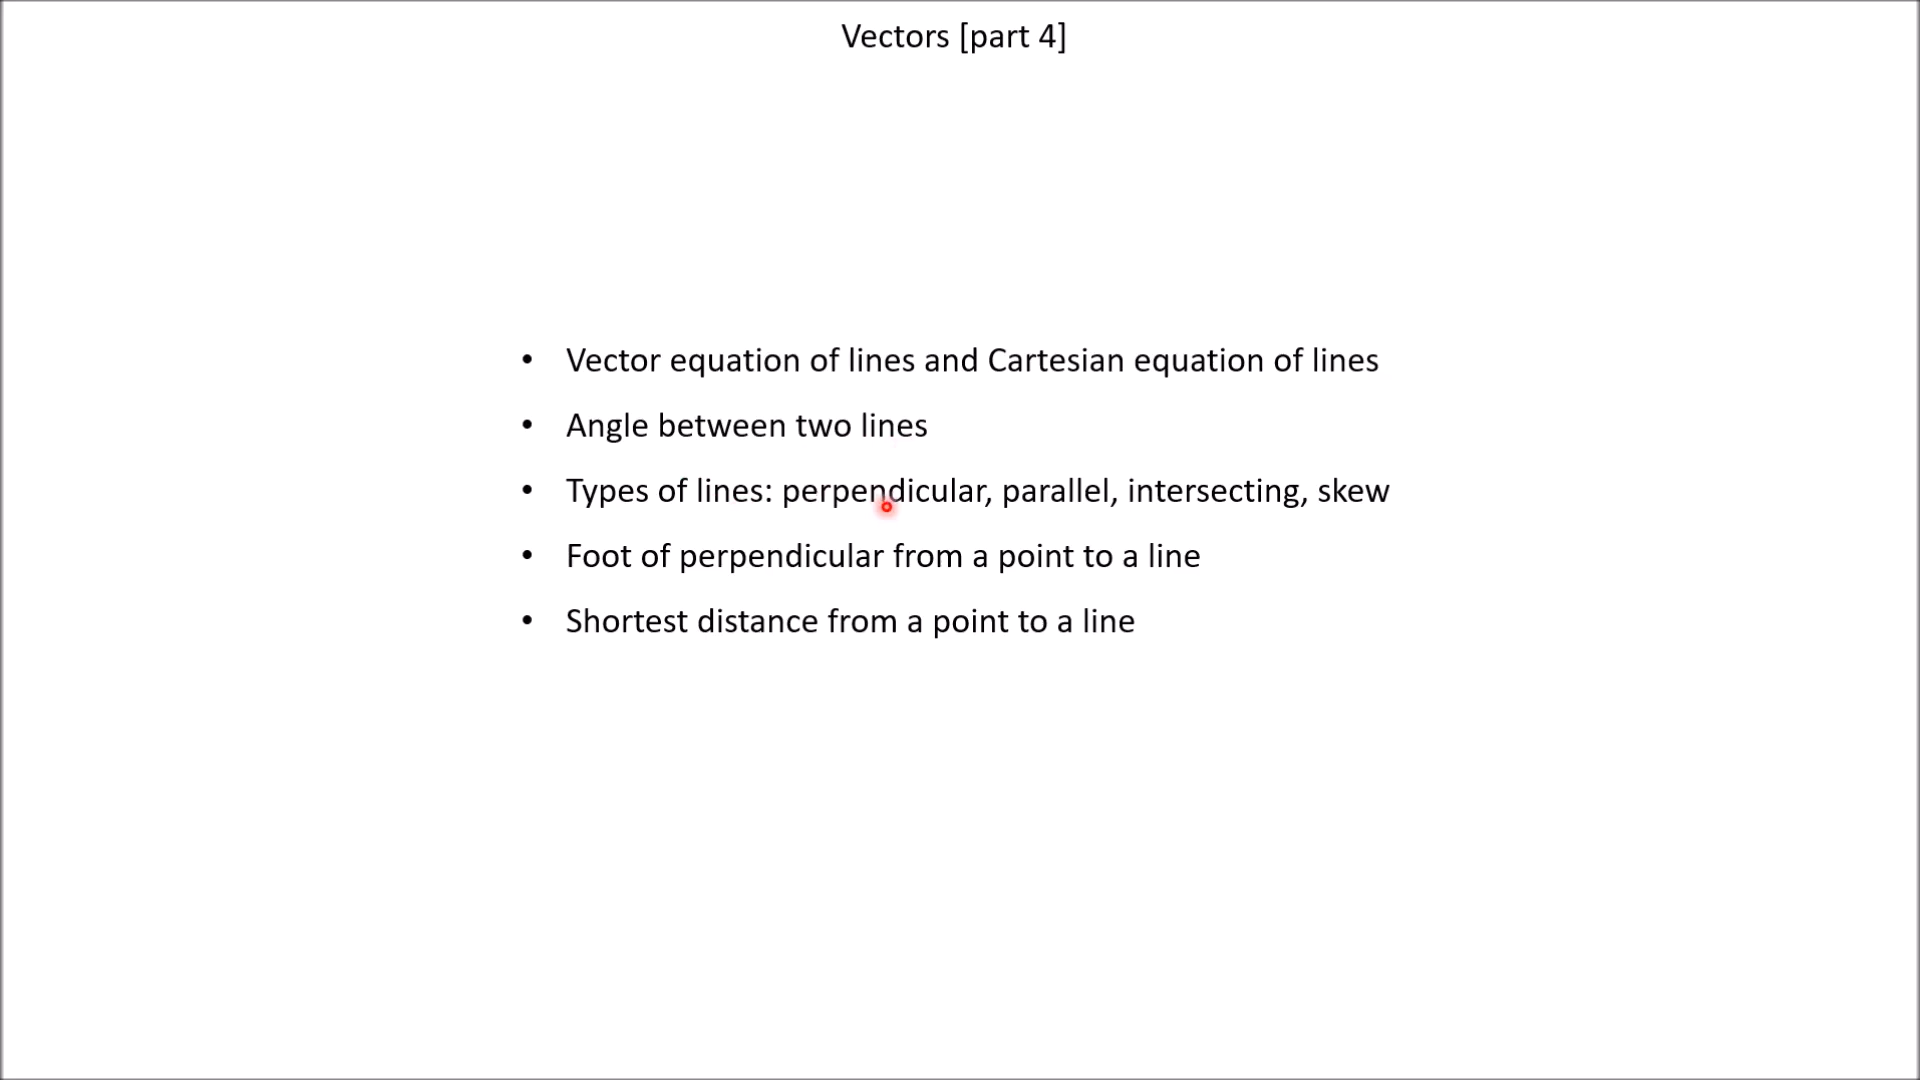 Vectors [part 4]
• Vector equation of lines and Cartesian equation of lines
• Angle between two lines
• Types of lines: perpendicular, parallel, intersecting, skew
• Foot of perpendicular from a point to a line
• Shortest distance from a point to a line